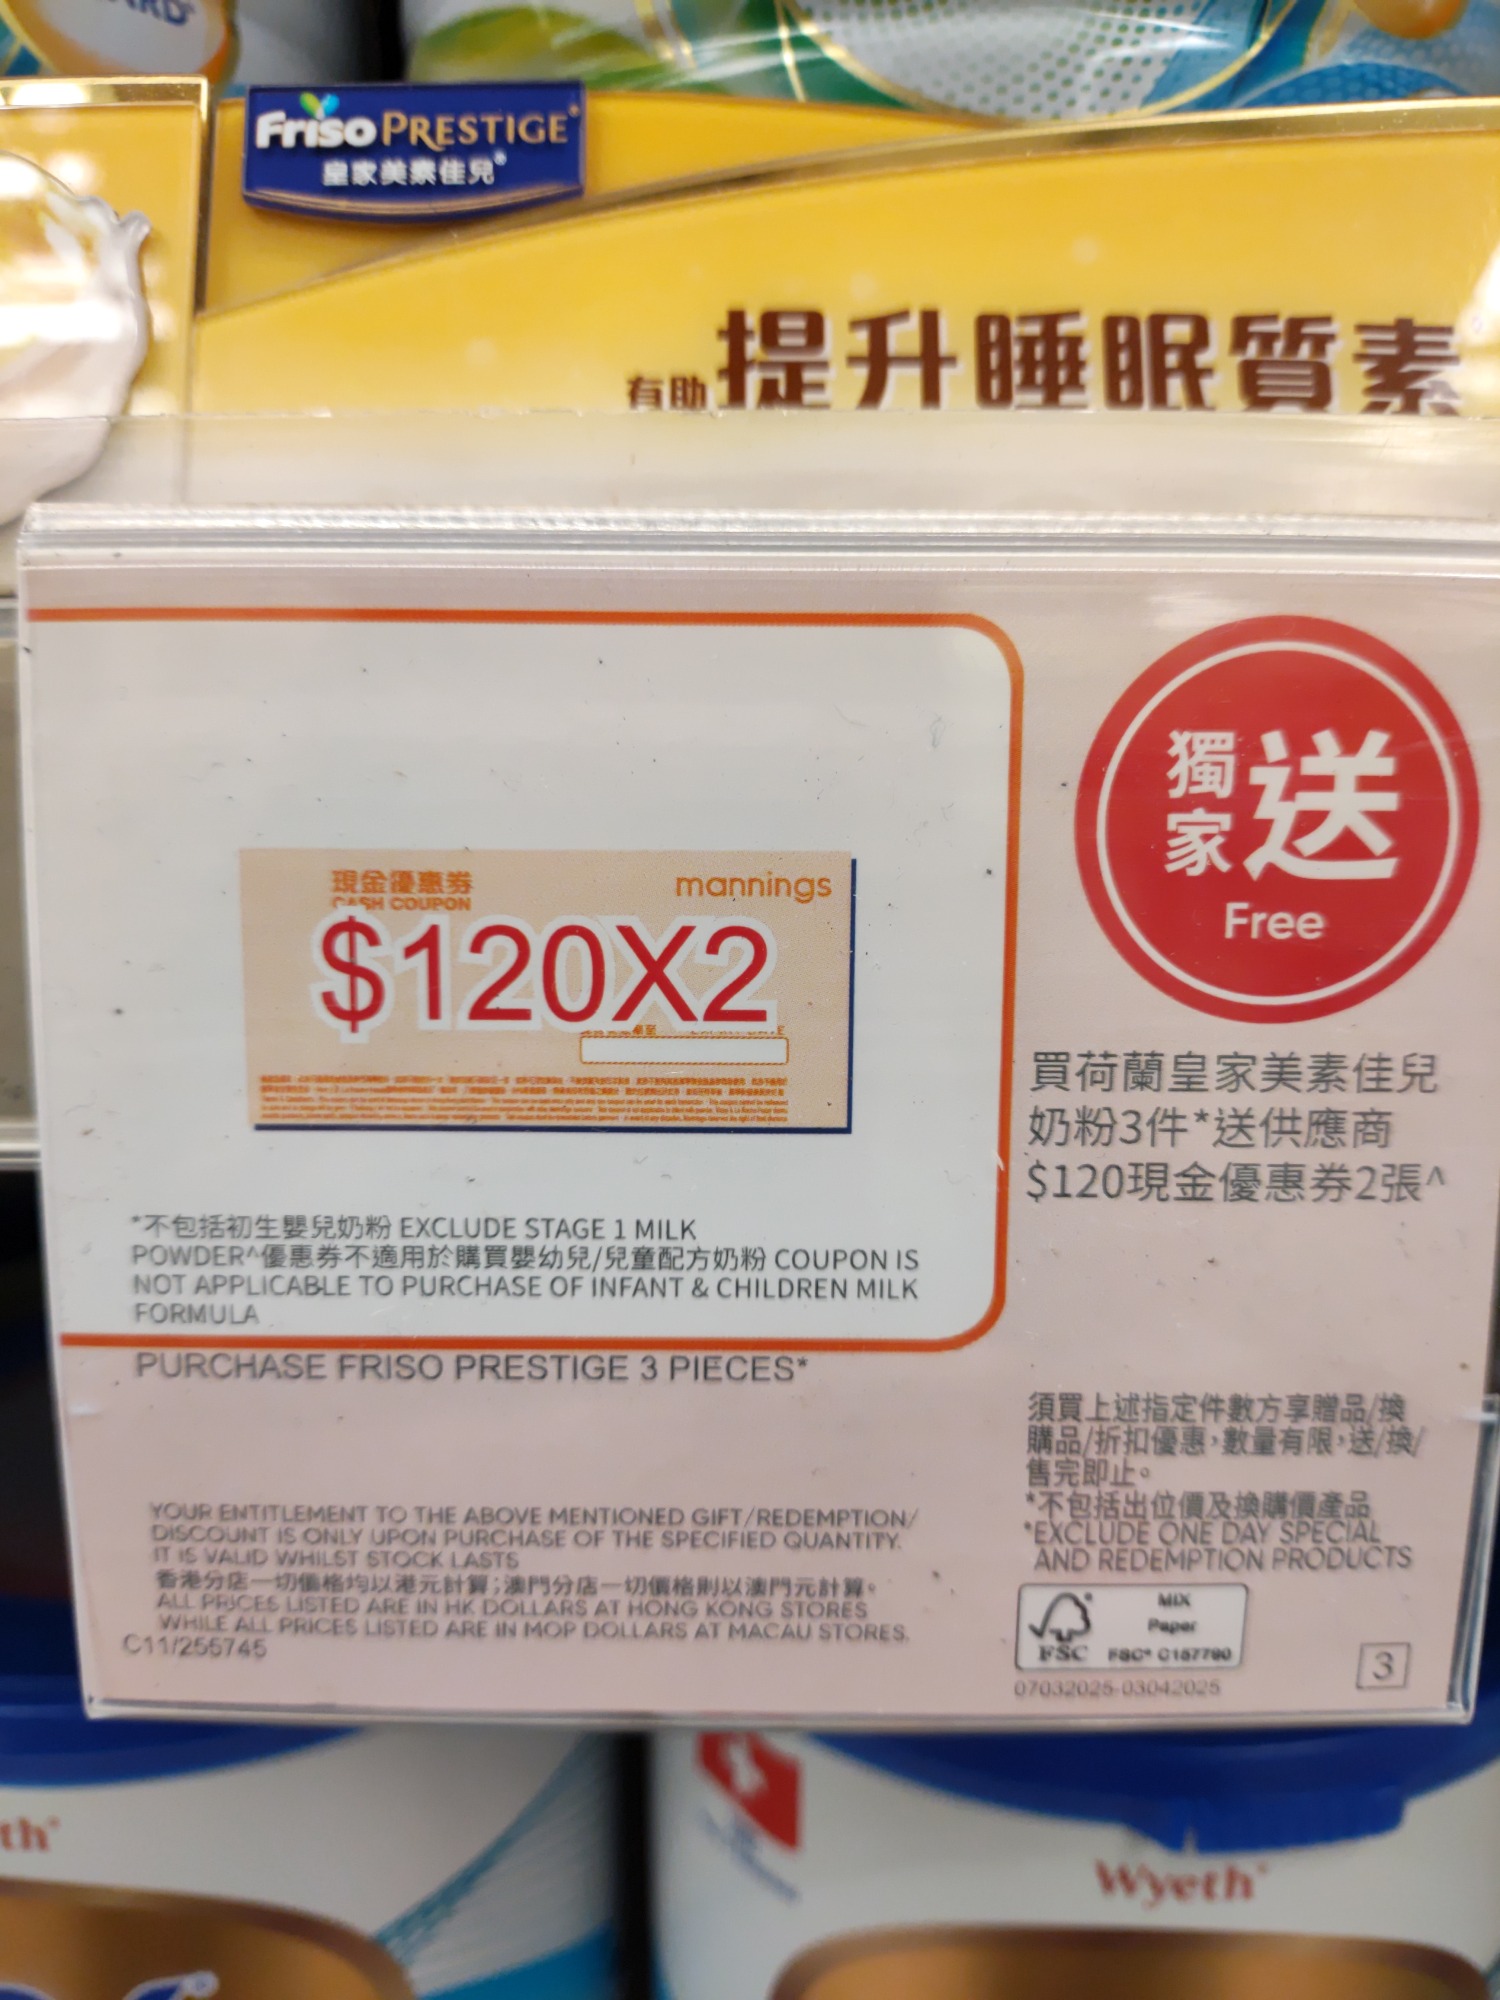 Friso PRESTIGE
皇家美素佳兒®
有助提升睡眠質素
獨家送
Free
現金優惠券
CASH COUPON
mannings
$120X2
買荷蘭皇家美素佳兒
奶粉3件*送供應商
$120現金優惠券2張^
*不包括初生嬰兒奶粉 EXCLUDE STAGE 1 MILK
POWDER^優惠券不適用於購買嬰幼兒/兒童配方奶粉 COUPON IS
NOT APPLICABLE TO PURCHASE OF INFANT & CHILDREN MILK
FORMULA
PURCHASE FRISO PRESTIGE 3 PIECES*
須買上述指定件數方享贈品/換
購品/折扣優惠，數量有限，送/換/
售完即止。
*不包括出位價及換購價產品
*EXCLUDE ONE DAY SPECIAL
AND REDEMPTION PRODUCTS
YOUR ENTITLEMENT TO THE ABOVE MENTIONED GIFT/REDEMPTION/
DISCOUNT IS ONLY UPON PURCHASE OF THE SPECIFIED QUANTITY.
IT IS VALID WHILST STOCK LASTS
香港分店一切價格均以港元計算；澳門分店一切價格則以澳門元計算。
ALL PRICES LISTED ARE IN HK DOLLARS AT HONG KONG STORES
WHILE ALL PRICES LISTED ARE IN MOP DOLLARS AT MACAU STORES.
C11/255745
MIX
Paper
FSC
FSC® C157790
3
07032025-03042025
Wyeth®